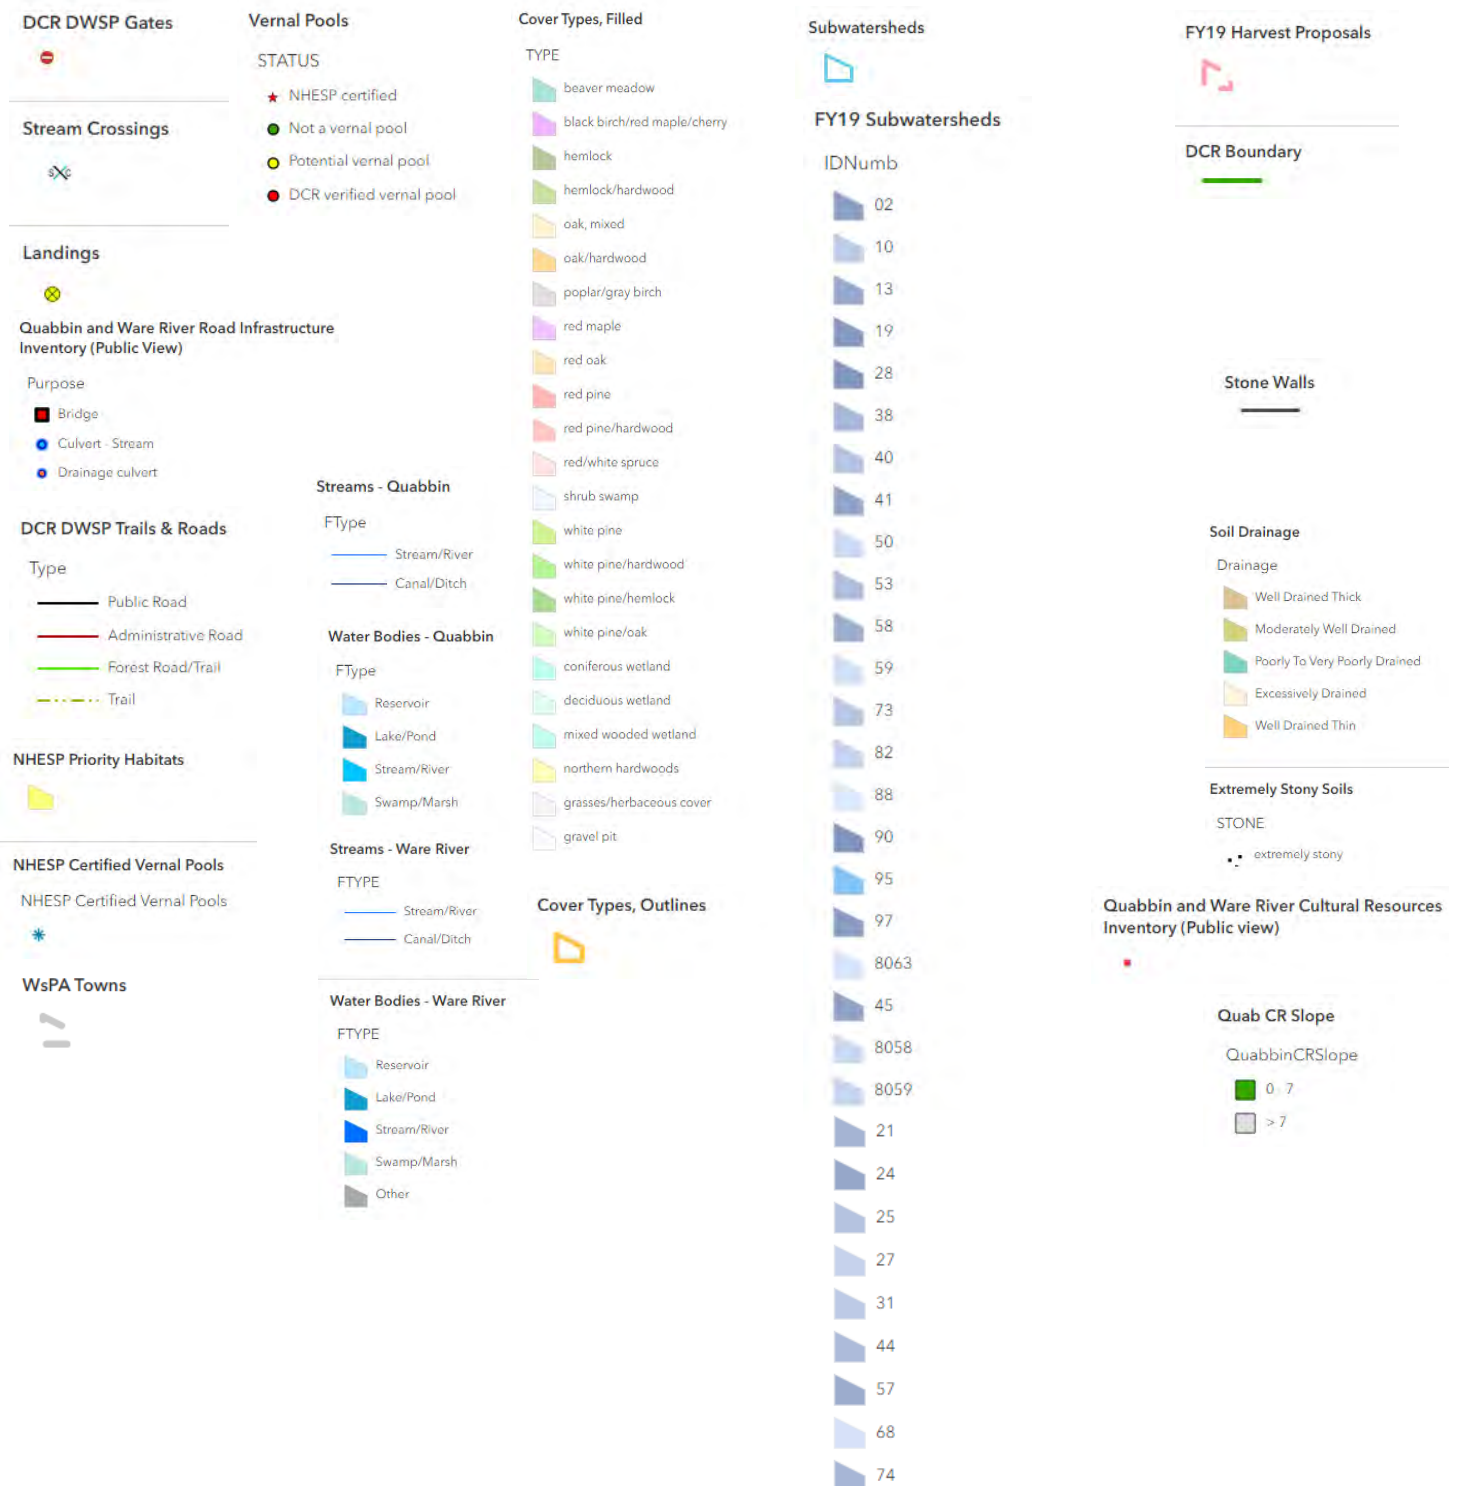 DCR DWSP Gates
Stream Crossings
S C
Landings
Quabbin and Ware River Road Infrastructure
Inventory (Public View)
Purpose
Bridge
Culvert - Stream
Drainage culvert
DCR DWSP Trails & Roads
Type
Public Road
Administrative Road
Forest Road/Trail
Trail
NHESP Priority Habitats
NHESP Certified Vernal Pools
NHESP Certified Vernal Pools
WsPA Towns
Vernal Pools
STATUS
NHESP certified
Not a vernal pool
Potential vernal pool
DCR verified vernal pool
Streams - Quabbin
FType
Stream/River
Canal/Ditch
Water Bodies - Quabbin
FType
Reservoir
Lake/Pond
Stream/River
Swamp/Marsh
Streams - Ware River
FTYPE
Stream/River
Canal/Ditch
Water Bodies - Ware River
FTYPE
Reservoir
Lake/Pond
Stream/River
Swamp/Marsh
Other
Cover Types, Filled
TYPE
beaver meadow
black birch/red maple/cherry
hemlock
hemlock/hardwood
oak, mixed
oak/hardwood
poplar/gray birch
red maple
red oak
red pine
red pine/hardwood
red/white spruce
shrub swamp
white pine
white pine/hardwood
white pine/hemlock
white pine/oak
coniferous wetland
deciduous wetland
mixed wooded wetland
northern hardwoods
grasses/herbaceous cover
gravel pit
Cover Types, Outlines
Subwatersheds
FY19 Subwatersheds
IDNumb
02
10
13
19
28
38
40
41
50
53
58
59
73
82
88
90
95
97
8063
45
8058
8059
21
24
25
27
31
44
57
68
74
FY19 Harvest Proposals
DCR Boundary
Stone Walls
Soil Drainage
Drainage
Well Drained Thick
Moderately Well Drained
Poorly To Very Poorly Drained
Excessively Drained
Well Drained Thin
Extremely Stony Soils
STONE
extremely stony
Quabbin and Ware River Cultural Resources
Inventory (Public view)
Quab CR Slope
QuabbinCRSlope
0 - 7
> 7